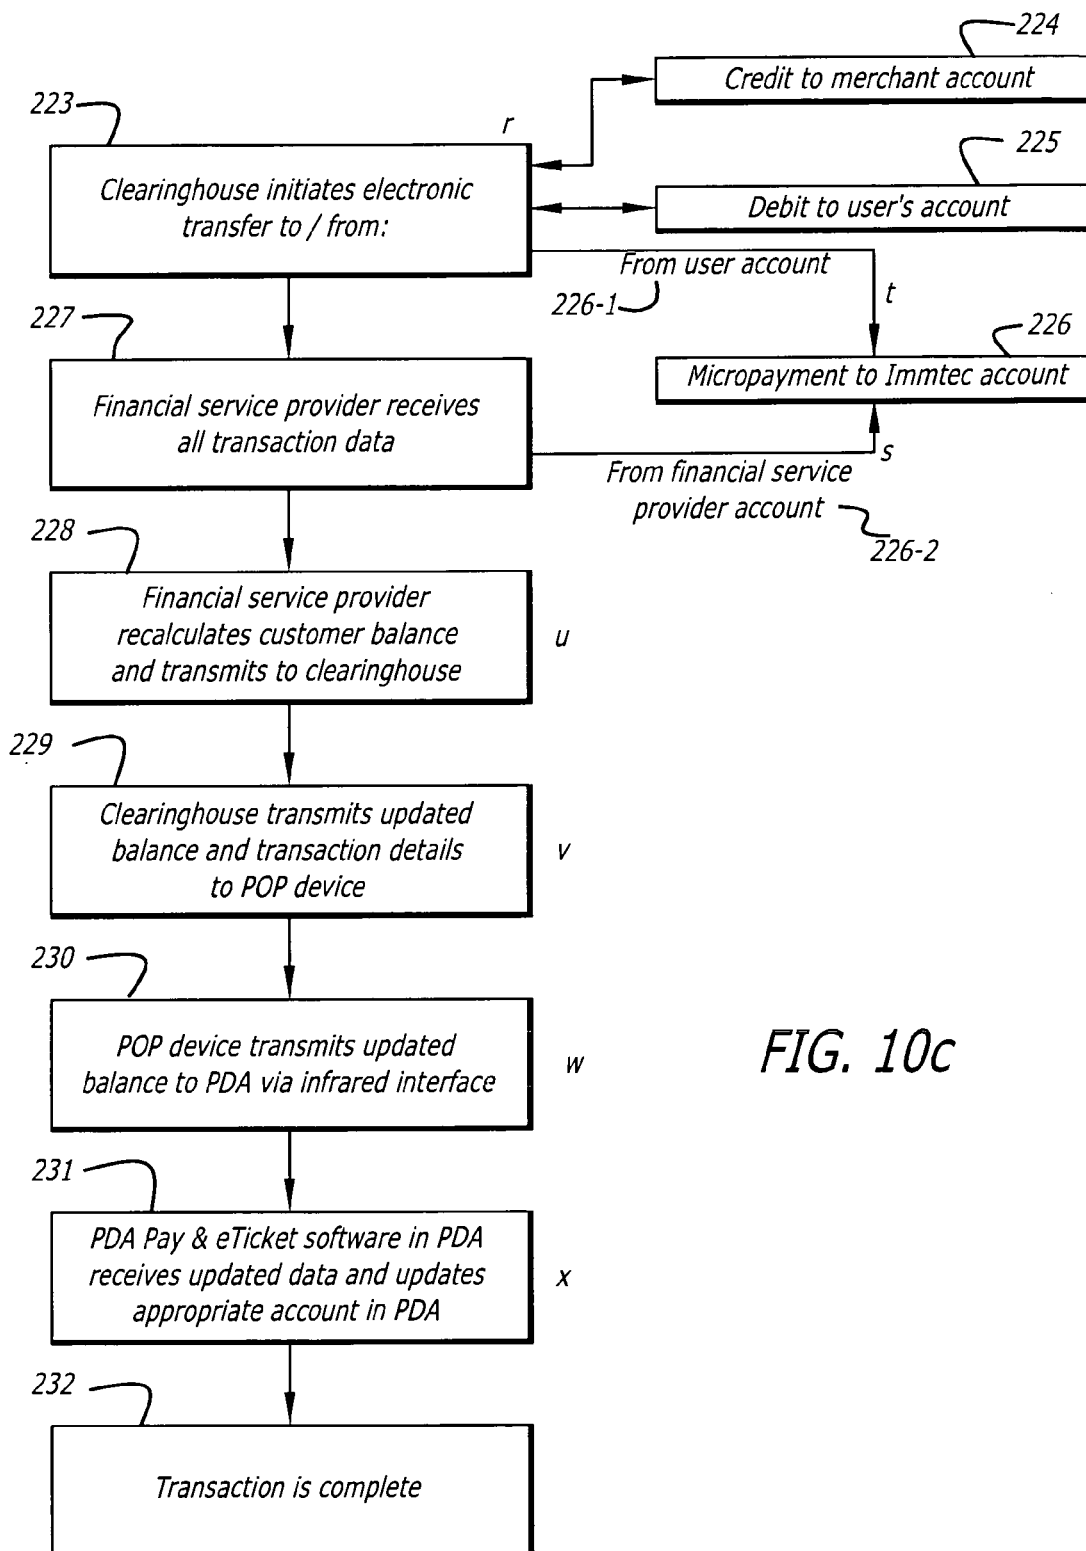 224
Credit to merchant account
223
r
225
Clearinghouse initiates electronic
transfer to / from:
Debit to user's account
From user account
226-1
t
227
226
Micropayment to Immtec account
Financial service provider receives
all transaction data
s
From financial service
provider account
226-2
228
Financial service provider
recalculates customer balance
and transmits to clearinghouse
u
229
Clearinghouse transmits updated
balance and transaction details
to POP device
v
230
POP device transmits updated
balance to PDA via infrared interface
w
FIG. 10c
231
PDA Pay & eTicket software in PDA
receives updated data and updates
appropriate account in PDA
x
232
Transaction is complete